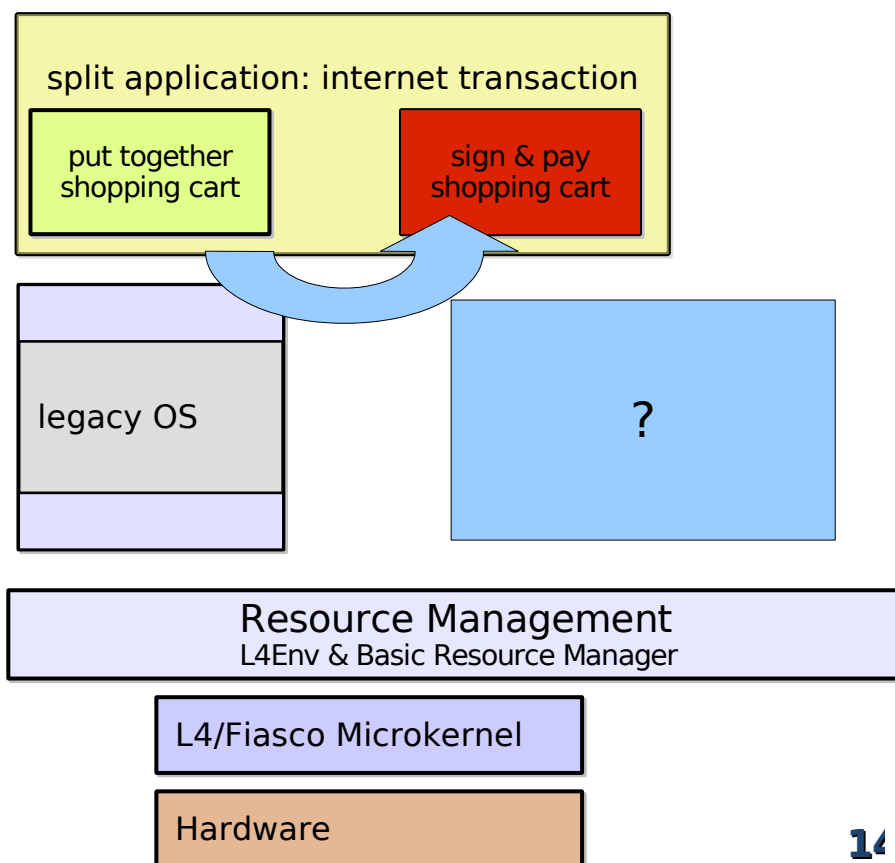 split application: internet transaction
put together
shopping cart
sign & pay
shopping cart
legacy OS
?
Resource Management
L4Env & Basic Resource Manager
L4/Fiasco Microkernel
Hardware
14